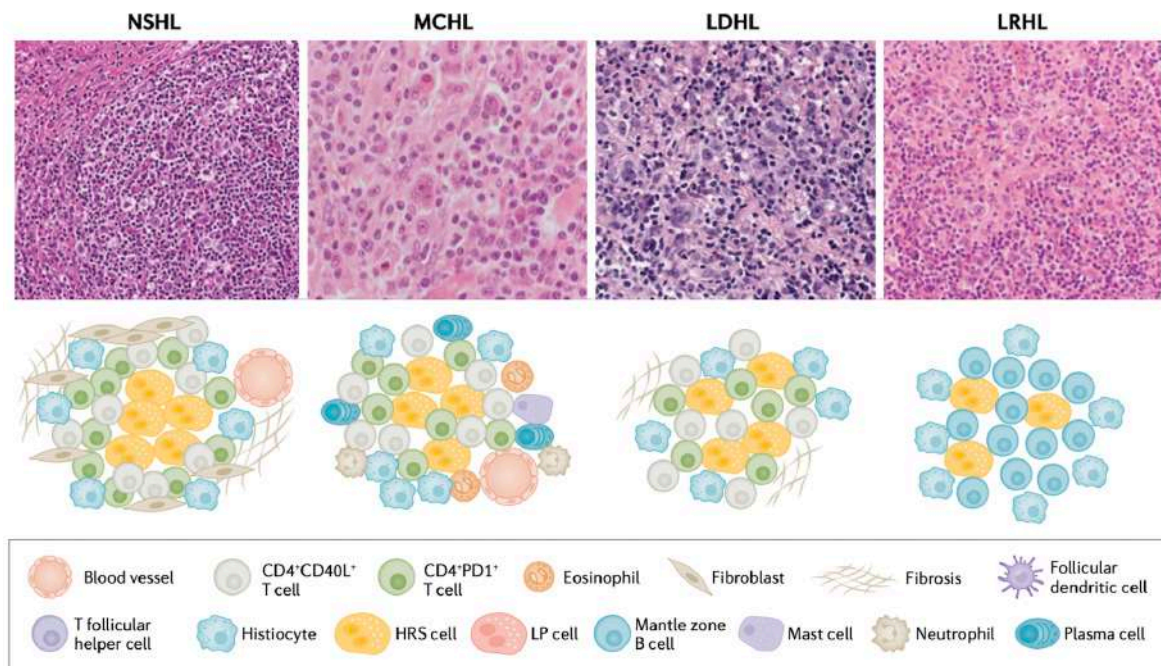 NSHL
MCHL
LDHL
LRHL
Blood vessel
CD4⁺CD40L⁺
T cell
CD4⁺PD1⁺
T cell
Eosinophil
Fibroblast
Fibrosis
Follicular
dendritic cell
T follicular
helper cell
Histiocyte
HRS cell
LP cell
Mantle zone
B cell
Mast cell
Neutrophil
Plasma cell